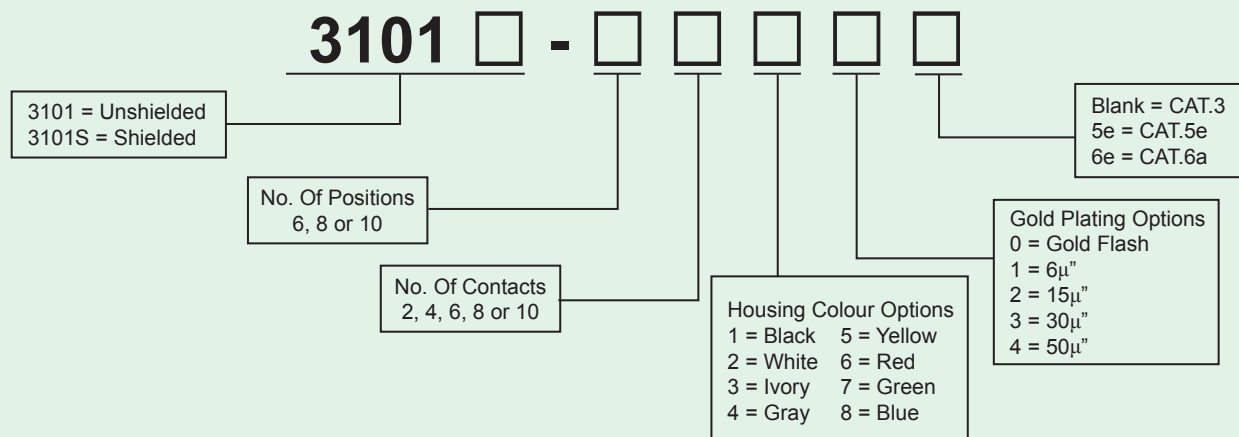 3101 -
3101 = Unshielded
3101S = Shielded
Blank = CAT.3
5e = CAT.5e
6e = CAT.6a
No. Of Positions
6, 8 or 10
Gold Plating Options
0 = Gold Flash
1 = 6µ”
2 = 15µ”
3 = 30µ”
4 = 50µ”
No. Of Contacts
2, 4, 6, 8 or 10
Housing Colour Options
1 = Black 5 = Yellow
2 = White 6 = Red
3 = Ivory 7 = Green
4 = Gray 8 = Blue